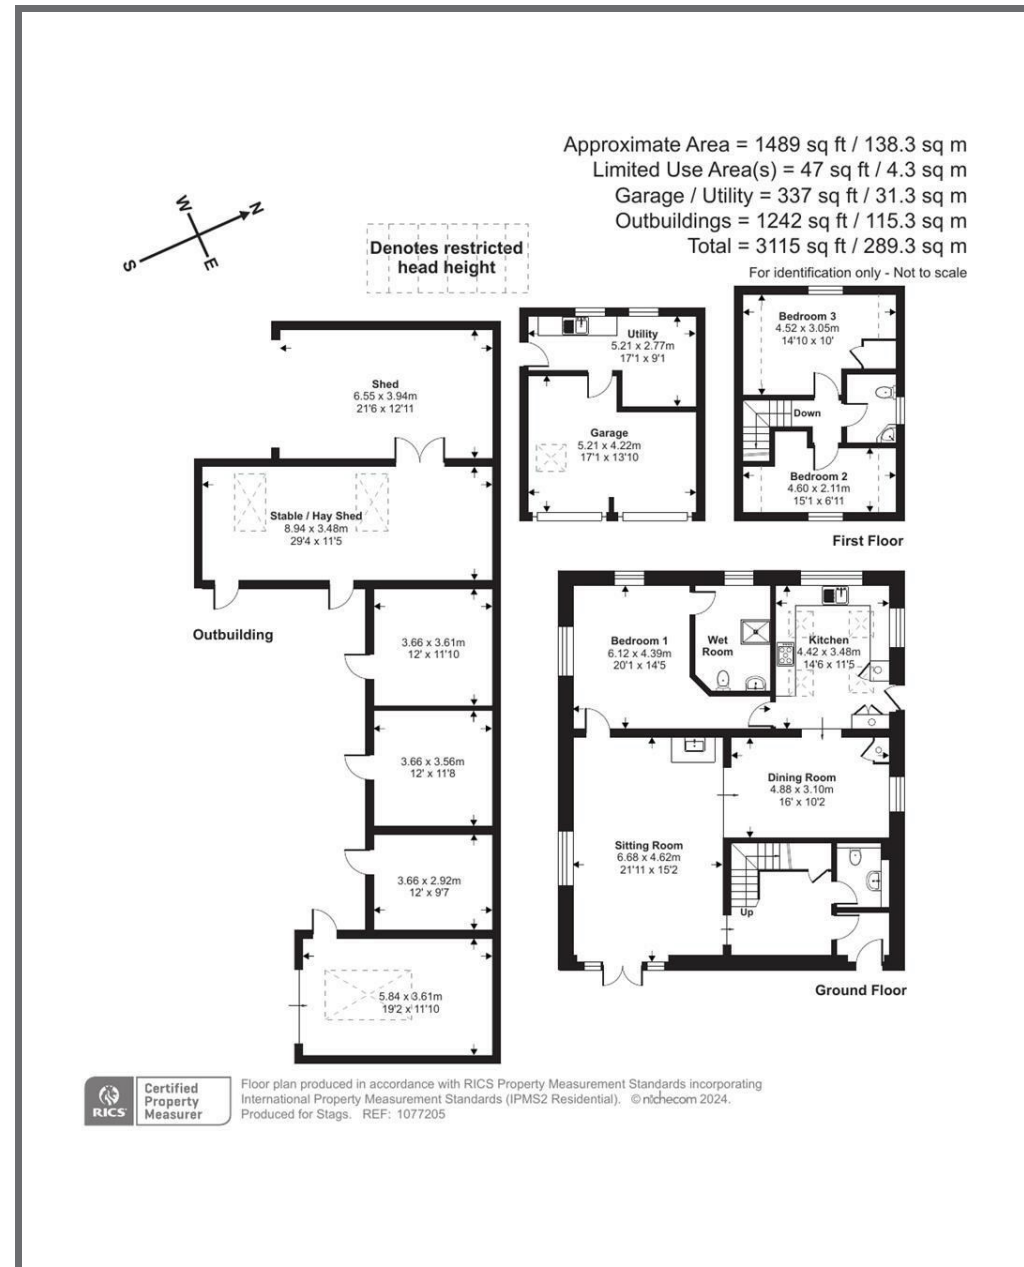 Approximate Area = 1489 sq ft / 138.3 sq m
Limited Use Area(s) = 47 sq ft / 4.3 sq m
Garage / Utility = 337 sq ft / 31.3 sq m
Outbuildings = 1242 sq ft / 115.3 sq m
Total = 3115 sq ft / 289.3 sq m
For identification only - Not to scale
W
N
S
E
Denotes restricted
head height
Shed
6.55 x 3.94m
21'6 x 12'11
Stable / Hay Shed
8.94 x 3.48m
29'4 x 11'5
Outbuilding
3.66 x 3.61m
12' x 11'10
3.66 x 3.56m
12' x 11'8
3.66 x 2.92m
12' x 9'7
5.84 x 3.61m
19'2 x 11'10
Utility
5.21 x 2.77m
17'1 x 9'1
Garage
5.21 x 4.22m
17'1 x 13'10
Bedroom 3
4.52 x 3.05m
14'10 x 10'
Down
Bedroom 2
4.60 x 2.11m
15'1 x 6'11
First Floor
Bedroom 1
6.12 x 4.39m
20'1 x 14'5
Wet
Room
Kitchen
4.42 x 3.48m
14'6 x 11'5
Dining Room
4.88 x 3.10m
16' x 10'2
Sitting Room
6.68 x 4.62m
21'11 x 15'2
Up
Ground Floor
RICS
Certified
Property
Measurer
Floor plan produced in accordance with RICS Property Measurement Standards incorporating
International Property Measurement Standards (IPMS2 Residential). © nichecom 2024.
Produced for Stags. REF: 1077205